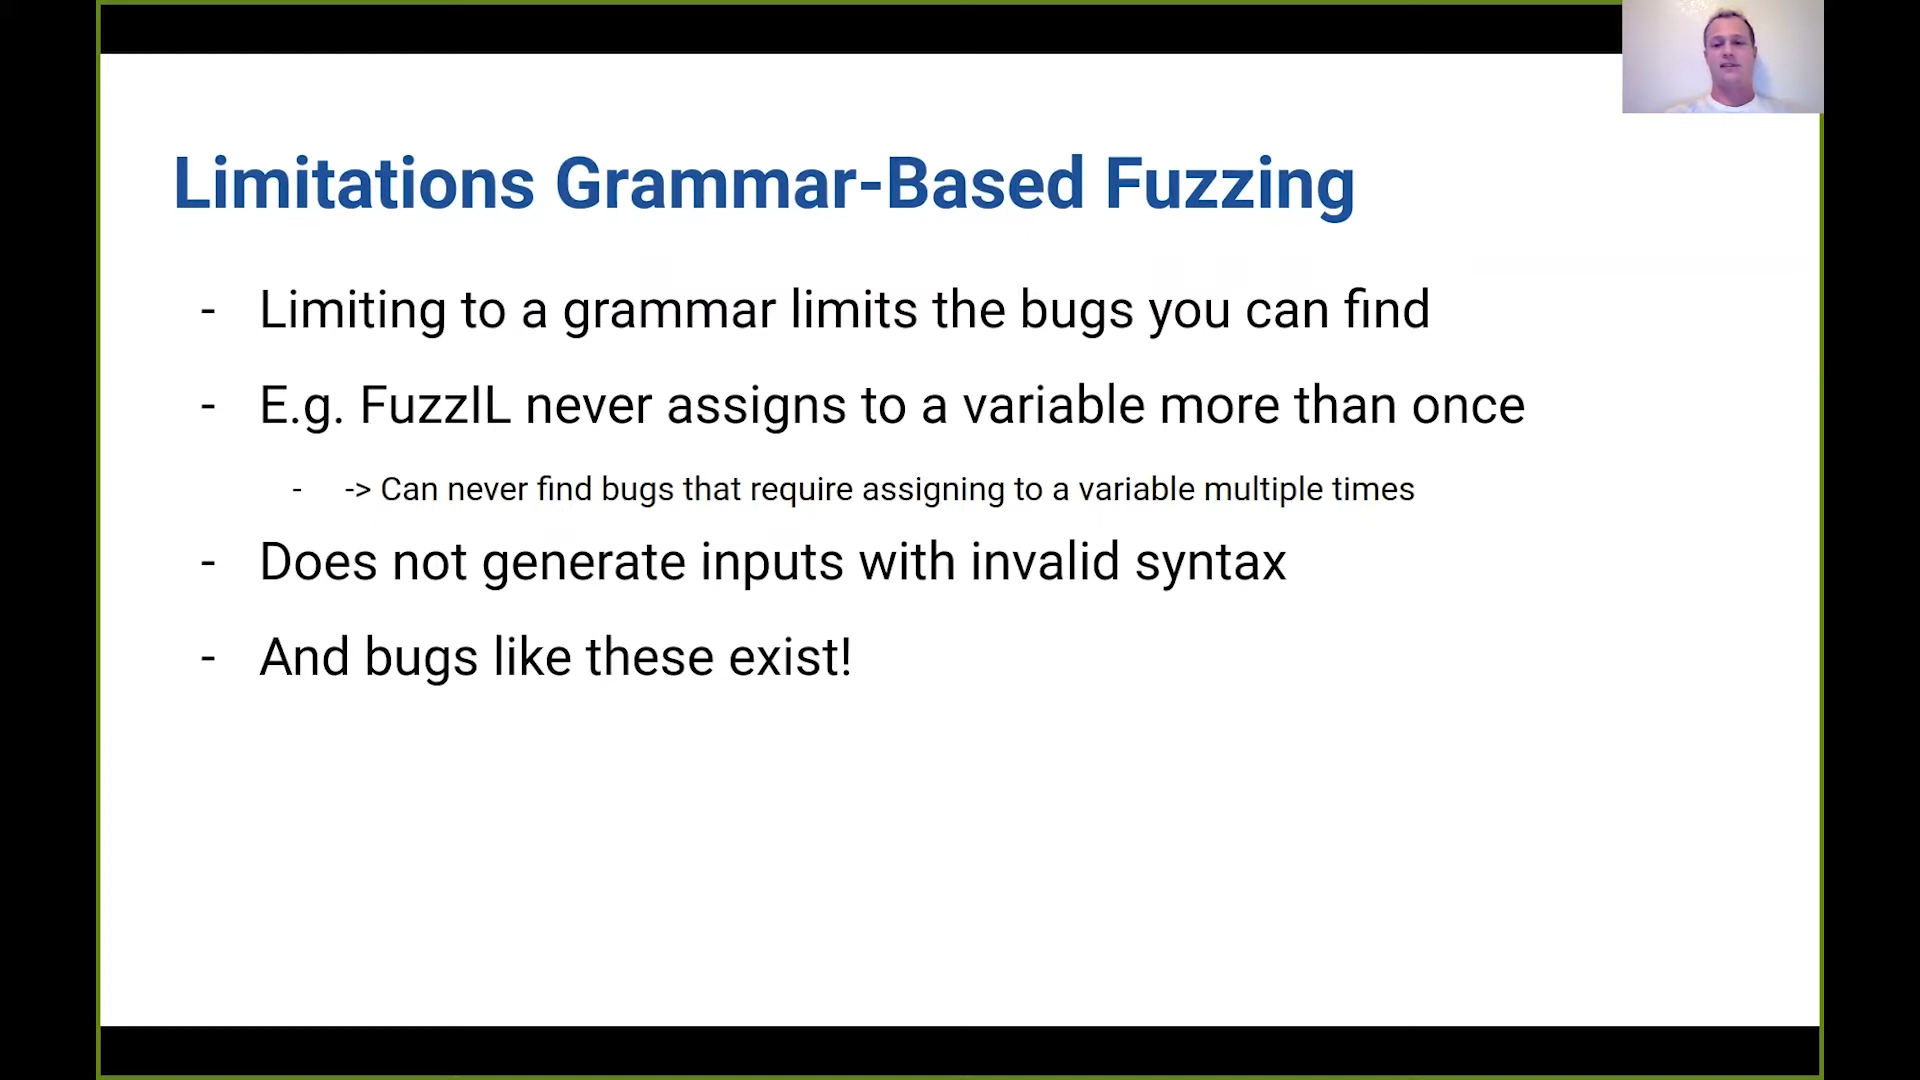 Limitations Grammar-Based Fuzzing
- Limiting to a grammar limits the bugs you can find
- E.g. FuzzIL never assigns to a variable more than once
- -> Can never find bugs that require assigning to a variable multiple times
- Does not generate inputs with invalid syntax
- And bugs like these exist!